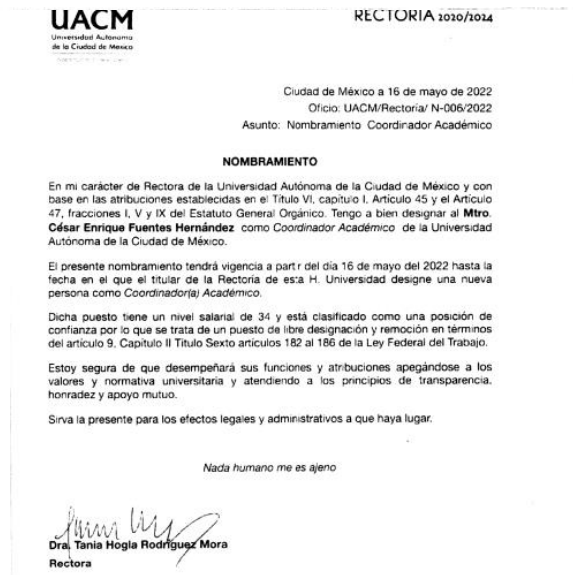 UACM
Universidad Autónoma
de la Ciudad de México
RECTORÍA 2020/2024
Ciudad de México a 16 de mayo de 2022
Oficio: UACM/Rectoría/ N-006/2022
Asunto: Nombramiento Coordinador Académico
NOMBRAMIENTO
En mi carácter de Rectora de la Universidad Autónoma de la Ciudad de México y con
base en las atribuciones establecidas en el Título VI, capítulo I, Artículo 45 y el Artículo
47, fracciones I, V y IX del Estatuto General Orgánico. Tengo a bien designar al Mtro.
César Enrique Fuentes Hernández como Coordinador Académico de la Universidad
Autónoma de la Ciudad de México.
El presente nombramiento tendrá vigencia a partir del día 16 de mayo del 2022 hasta la
fecha en el que el titular de la Rectoría de esta H. Universidad designe una nueva
persona como Coordinador(a) Académico.
Dicha puesto tiene un nivel salarial de 34 y está clasificado como una posición de
confianza por lo que se trata de un puesto de libre designación y remoción en términos
del artículo 9, Capítulo II Título Sexto artículos 182 al 186 de la Ley Federal del Trabajo.
Estoy segura de que desempeñará sus funciones y atribuciones apegándose a los
valores y normativa universitaria y atendiendo a los principios de transparencia,
honradez y apoyo mutuo.
Sirva la presente para los efectos legales y administrativos a que haya lugar.
Nada humano me es ajeno
Dra. Tania Hogla Rodríguez Mora
Rectora